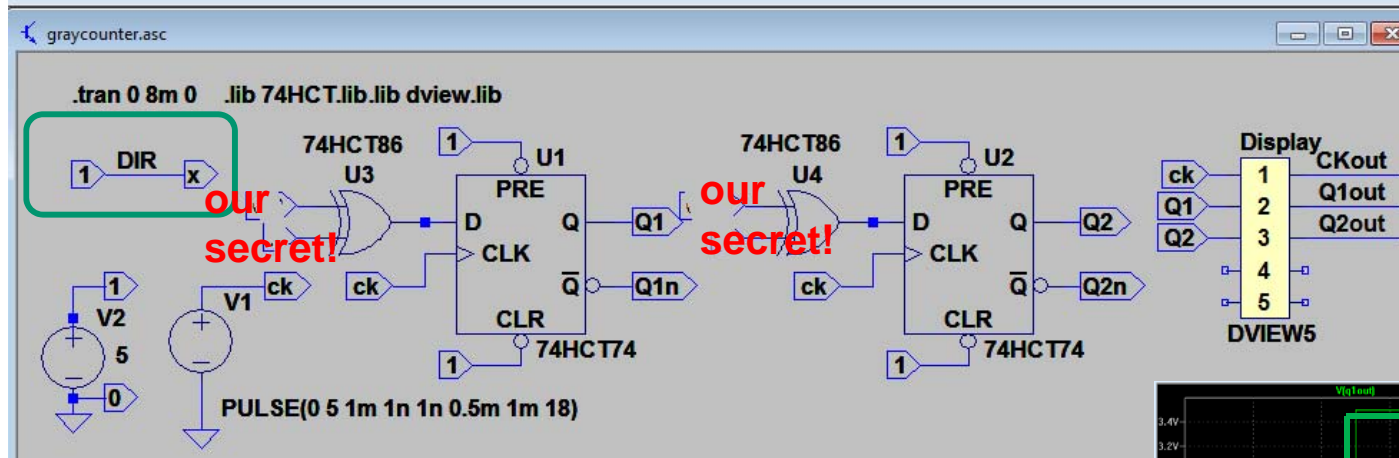 graycounter.asc
.tran 0 8m 0 .lib 74HCT.lib.lib dview.lib
1 DIR x
74HCT86
U3
our
secret!
1
U1
PRE
D Q
CLK
Q
CLR
74HCT74
1
ck
Q1
Q1n
74HCT86
U4
our
secret!
1
U2
PRE
D Q
CLK
Q
CLR
74HCT74
1
ck
Q2
Q2n
Display
ck 1 CKout
Q1 2 Q1out
Q2 3 Q2out
4
5
DVIEW5
1
V2
5
0
V1
ck
PULSE(0 5 1m 1n 1n 0.5m 1m 18)
V(q1out)
3.4V
3.2V